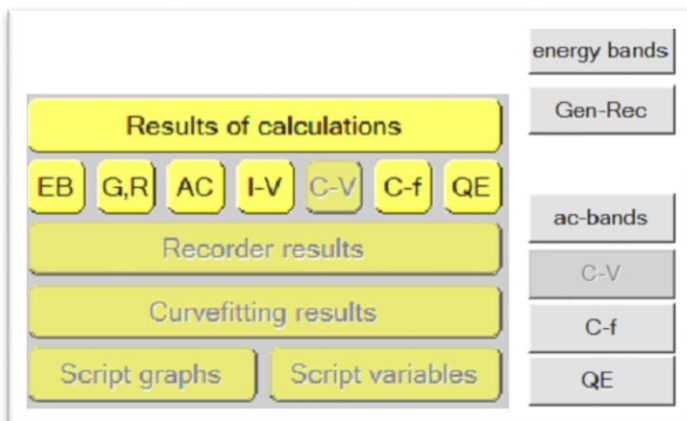 energy bands
Results of calculations
Gen-Rec
EB G,R AC I-V C-V C-f QE
ac-bands
Recorder results
C-V
Curvefitting results
C-f
Script graphs Script variables
QE